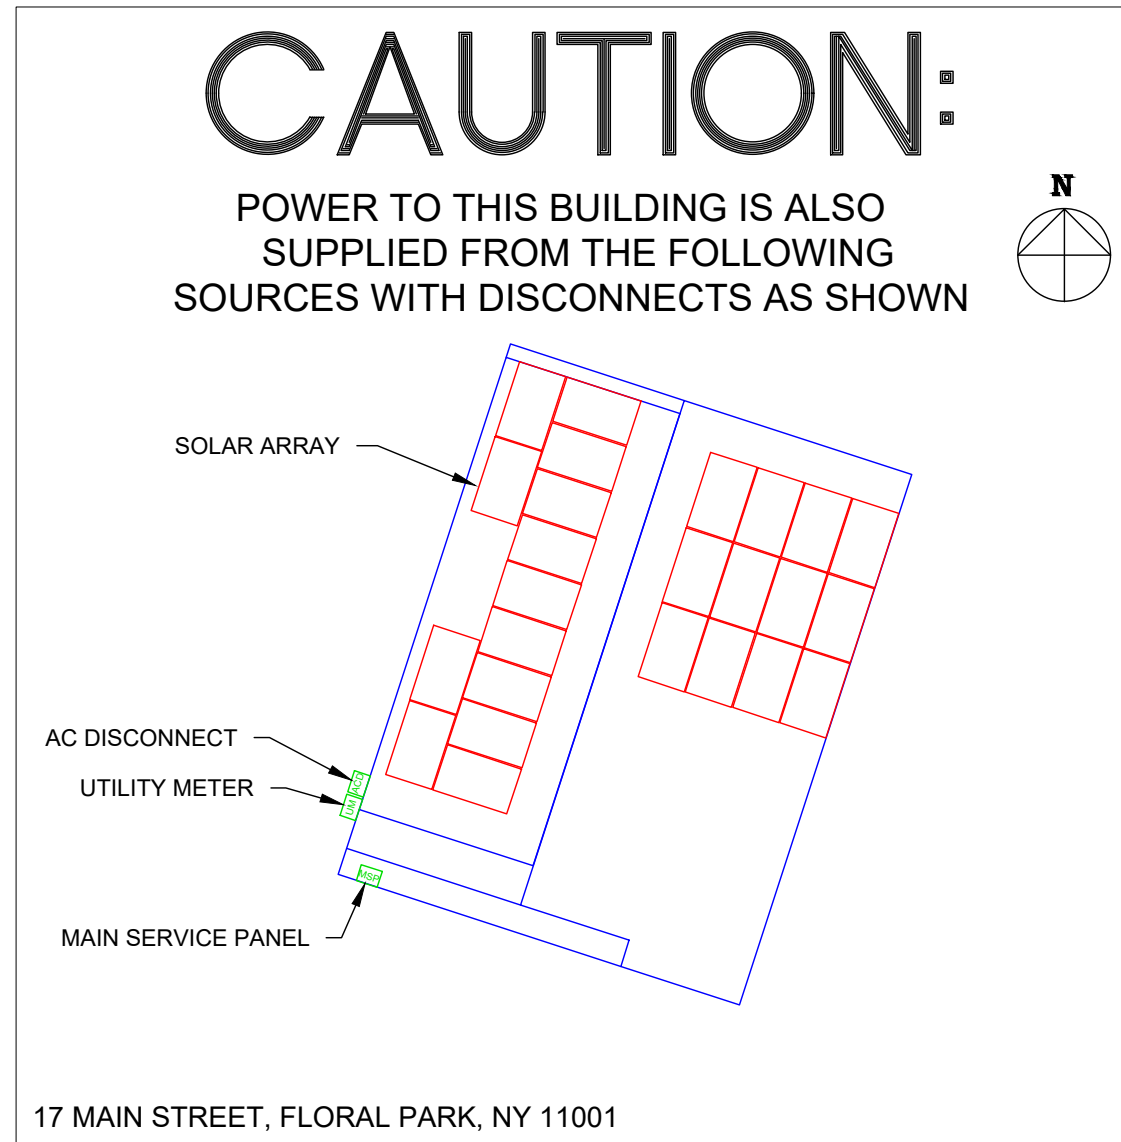 CAUTION:
N
POWER TO THIS BUILDING IS ALSO
SUPPLIED FROM THE FOLLOWING
SOURCES WITH DISCONNECTS AS SHOWN
SOLAR ARRAY
AC DISCONNECT
ACD
UTILITY METER
UM
MSP
MAIN SERVICE PANEL
17 MAIN STREET, FLORAL PARK, NY 11001